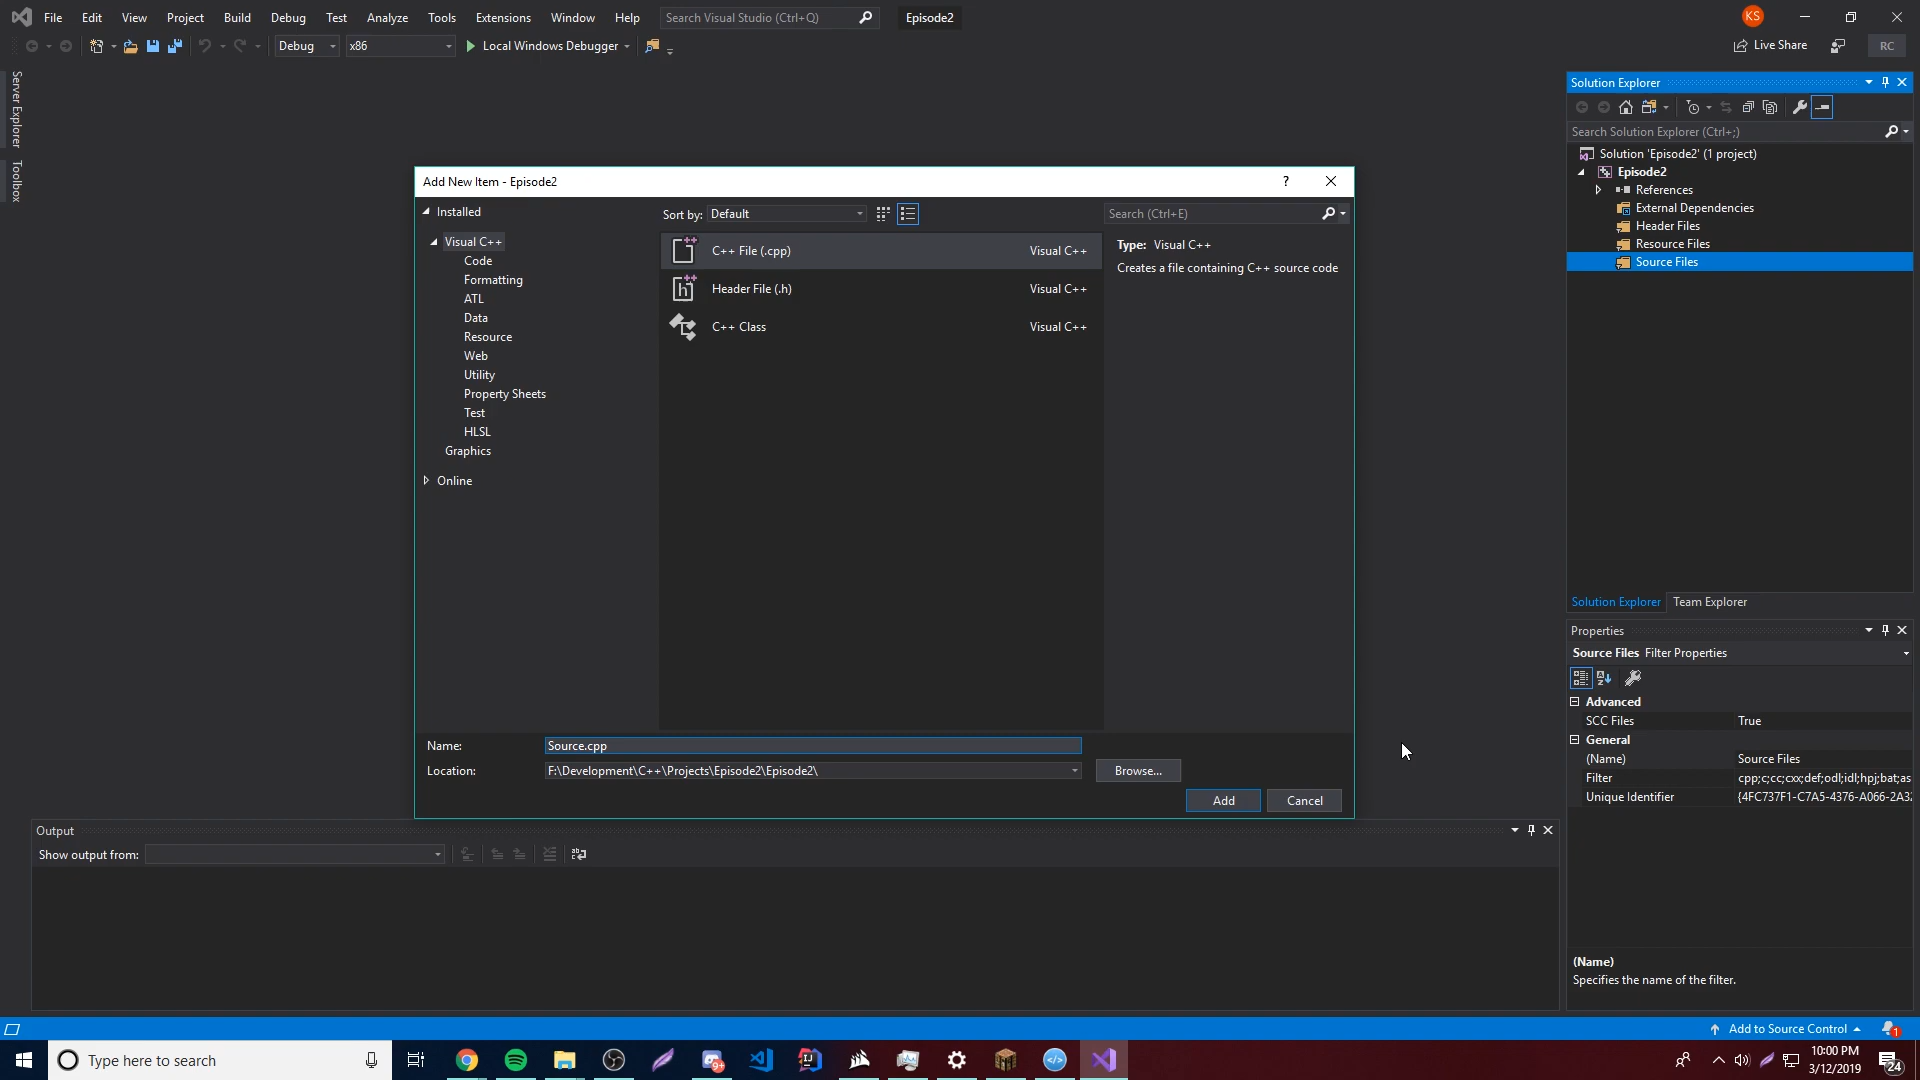 File Edit View Project Build Debug Test Analyze Tools Extensions Window Help Search Visual Studio (Ctrl+Q) Episode2 KS
Debug x86 Local Windows Debugger Live Share RC
Server Explorer
Toolbox
Solution Explorer
Search Solution Explorer (Ctrl+;)
Solution 'Episode2' (1 project)
Episode2
References
External Dependencies
Header Files
Resource Files
Source Files
Solution Explorer Team Explorer
Add New Item - Episode2 ?
Installed
Visual C++
Code
Formatting
ATL
Data
Resource
Web
Utility
Property Sheets
Test
HLSL
Graphics
Online
Sort by: Default
C++ File (.cpp) Visual C++
Header File (.h) Visual C++
C++ Class Visual C++
Search (Ctrl+E)
Type: Visual C++
Creates a file containing C++ source code
Name: Source.cpp
Location: F:\Development\C++\Projects\Episode2\Episode2\
Browse...
Add Cancel
Properties
Source Files Filter Properties
Advanced
SCC Files True
General
(Name) Source Files
Filter cpp;c;cc;cxx;def;odl;idl;hpj;bat;as
Unique Identifier {4FC737F1-C7A5-4376-A066-2A32
(Name)
Specifies the name of the filter.
Output
Show output from:
Add to Source Control 1
Type here to search
9+
10:00 PM
3/12/2019
24